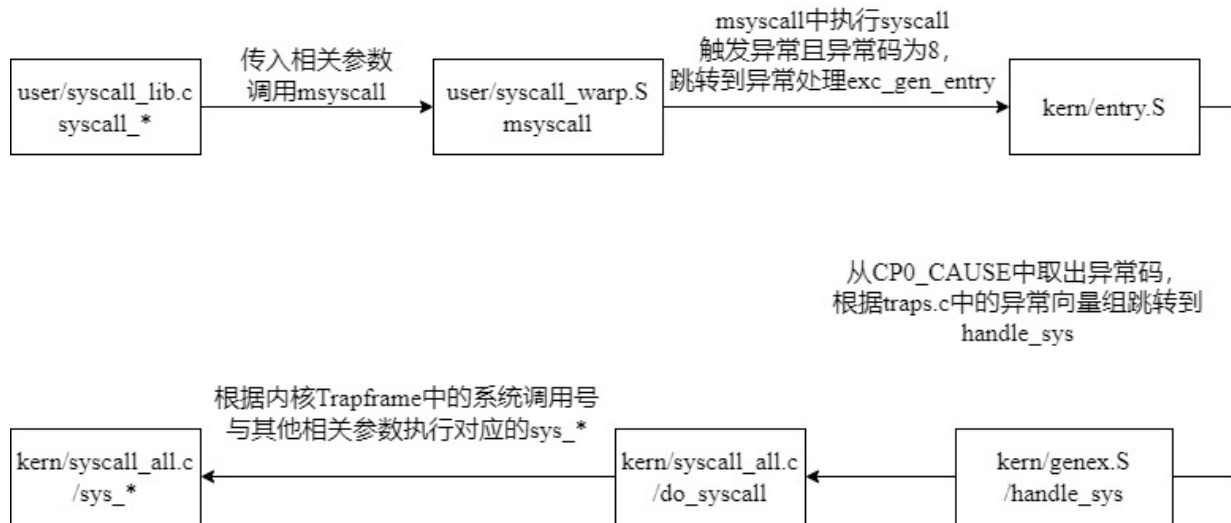 user/syscall_lib.c
syscall_*
传入相关参数
调用msyscall
user/syscall_warp.S
msyscall
msyscall中执行syscall
触发异常且异常码为8，
跳转到异常处理exc_gen_entry
kern/entry.S
从CP0_CAUSE中取出异常码，
根据traps.c中的异常向量组跳转到
handle_sys
kern/genex.S
/handle_sys
kern/syscall_all.c
/do_syscall
根据内核Trapframe中的系统调用号
与其他相关参数执行对应的sys_*
kern/syscall_all.c
/sys_*